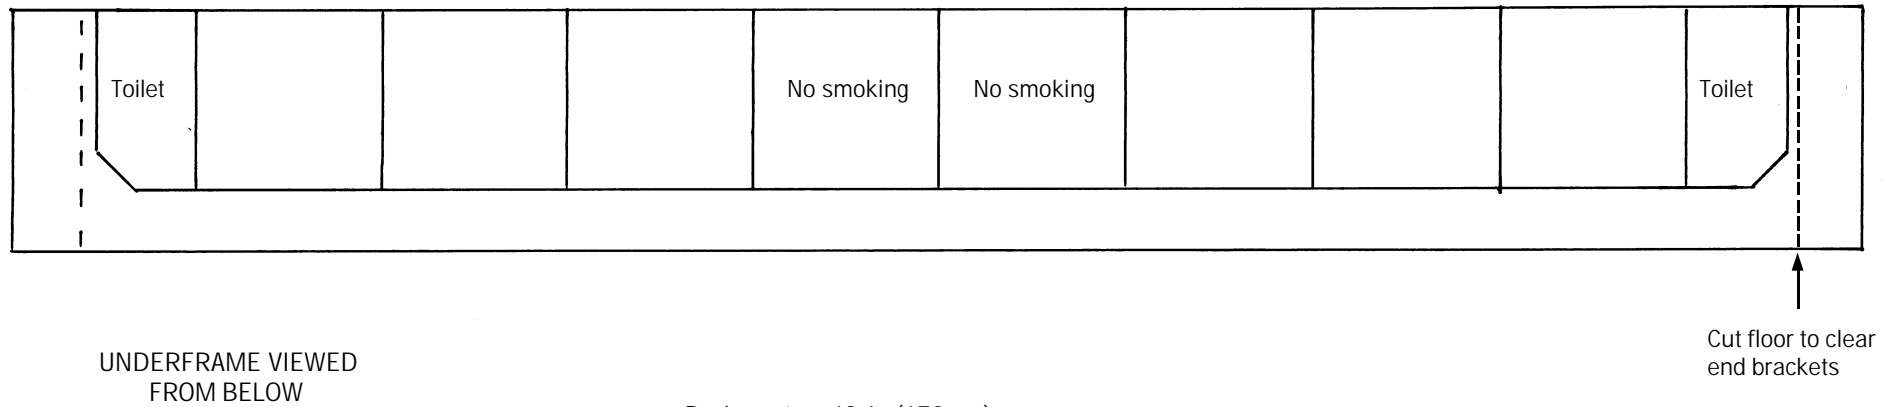 Toilet
No smoking
No smoking
Toilet
Cut floor to clear
end brackets
UNDERFRAME VIEWED
FROM BELOW